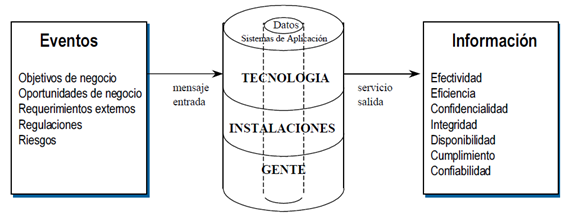 Eventos
Objetivos de negocio
Oportunidades de negocio
Requerimientos externos
Regulaciones
Riesgos
mensaje
entrada
Datos
Sistemas de Aplicación
TECNOLOGIA
INSTALACIONES
GENTE
servicio
salida
Información
Efectividad
Eficiencia
Confidencialidad
Integridad
Disponibilidad
Cumplimiento
Confiabilidad